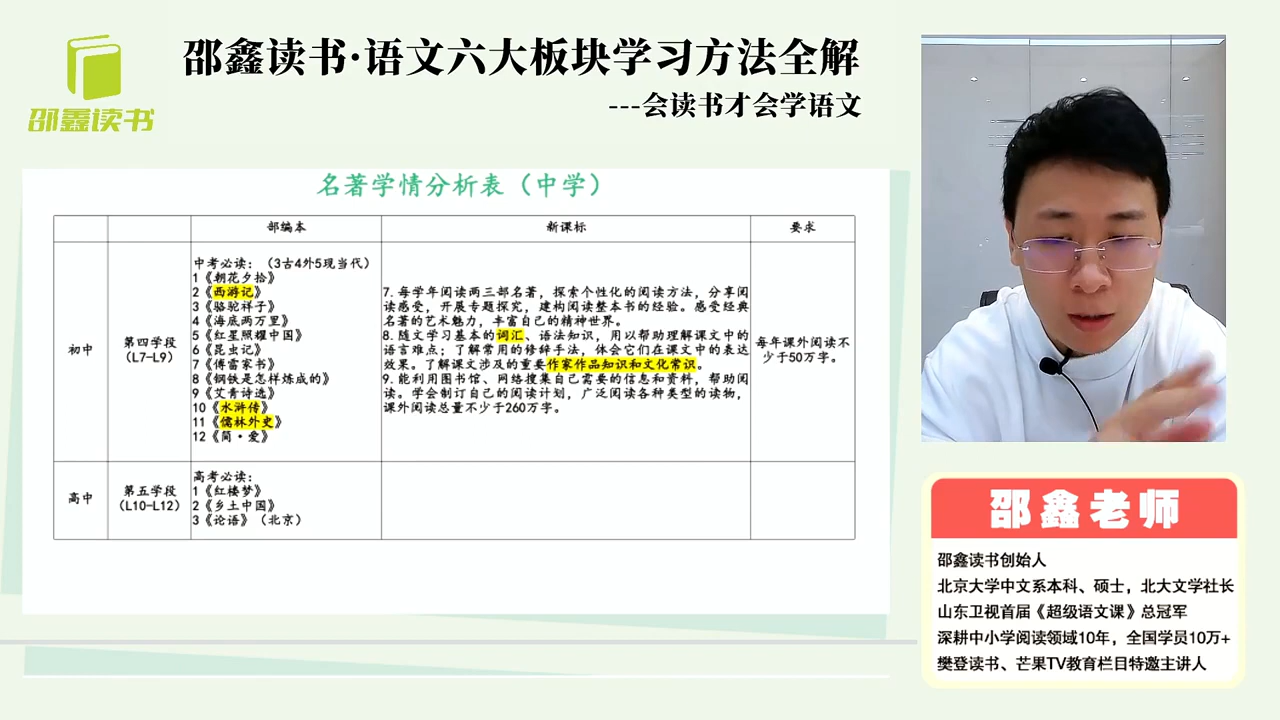 邵鑫读书
邵鑫读书·语文六大板块学习方法全解
---会读书才会学语文
名著学情分析表（中学）
部编本
新课标
要求
初中
第四学段
（L7-L9）
中考必读：（3古4外5现当代）
1《朝花夕拾》
2《西游记》
3《骆驼祥子》
4《海底两万里》
5《红星照耀中国》
6《昆虫记》
7《傅雷家书》
8《钢铁是怎样炼成的》
9《艾青诗选》
10《水浒传》
11《儒林外史》
12《简·爱》
7. 每学年阅读两三部名著，探索个性化的阅读方法，分享阅
读感受，开展专题探究，建构阅读整本书的经验。感受经典
名著的艺术魅力，丰富自己的精神世界。
8. 随文学习基本的词汇、语法知识，用以帮助理解课文中的
语言难点；了解常用的修辞手法，体会它们在课文中的表达
效果。了解课文涉及的重要作家作品知识和文化常识。
9. 能利用图书馆、网络搜集自己需要的信息和资料，帮助阅
读。学会制订自己的阅读计划，广泛阅读各种类型的读物，
课外阅读总量不少于260万字。
每年课外阅读不
少于50万字。
高中
第五学段
（L10-L12）
高考必读：
1《红楼梦》
2《乡土中国》
3《论语》（北京）
邵鑫老师
邵鑫读书创始人
北京大学中文系本科、硕士，北大文学社长
山东卫视首届《超级语文课》总冠军
深耕中小学阅读领域10年，全国学员10万+
樊登读书、芒果TV教育栏目特邀主讲人